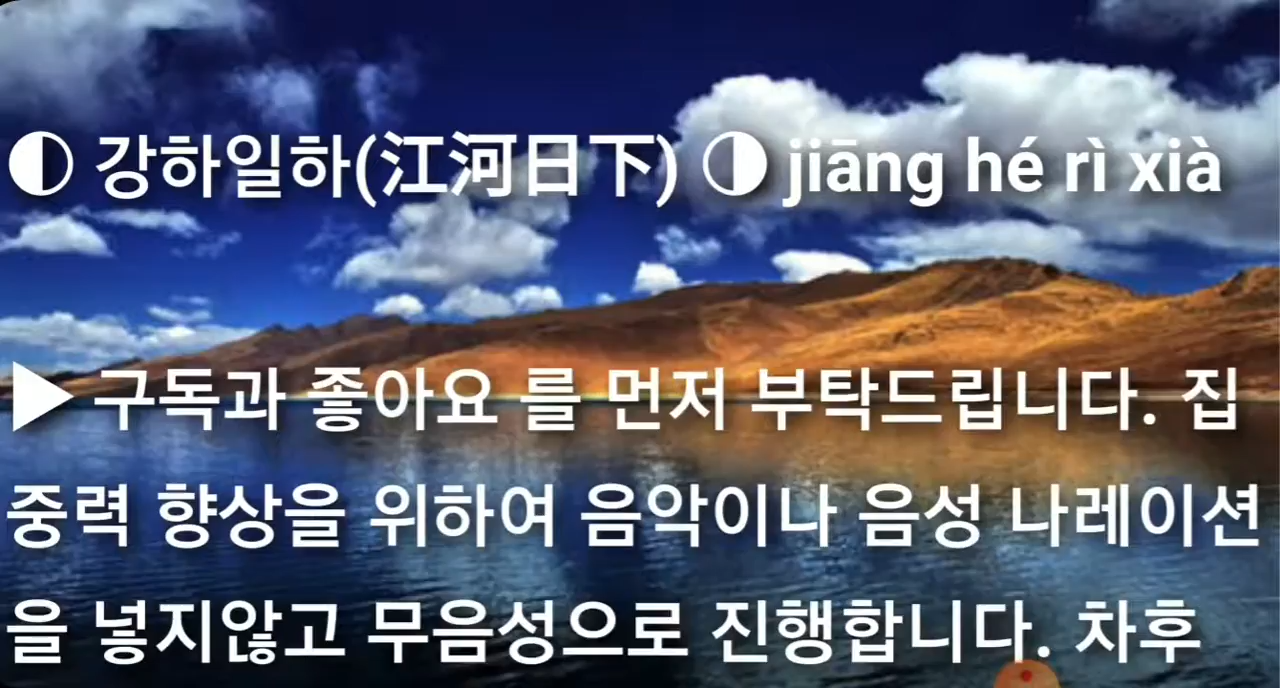 ◐ 강하일하(江河日下) ◑ jiāng hé rì xià
▶ 구독과 좋아요 를 먼저 부탁드립니다. 집
중력 향상을 위하여 음악이나 음성 나레이션
을 넣지않고 무음성으로 진행합니다. 차후